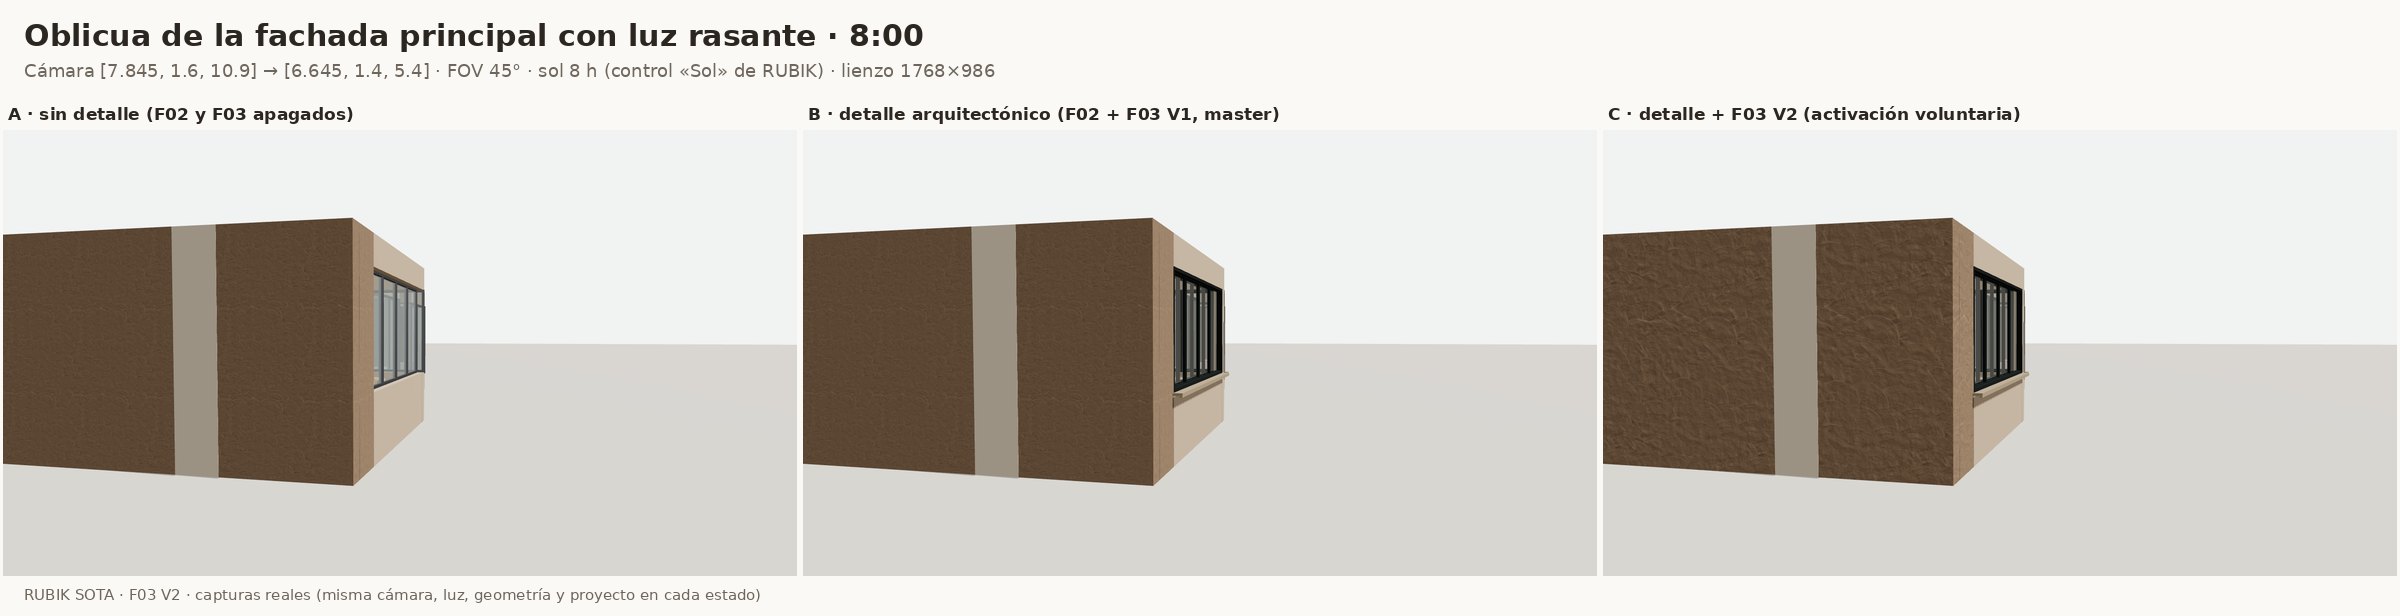 Oblicua de la fachada principal con luz rasante · 8:00
Cámara [7.845, 1.6, 10.9] → [6.645, 1.4, 5.4] · FOV 45° · sol 8 h (control «Sol» de RUBIK) · lienzo 1768×986
A · sin detalle (F02 y F03 apagados)
B · detalle arquitectónico (F02 + F03 V1, master)
C · detalle + F03 V2 (activación voluntaria)
RUBIK SOTA · F03 V2 · capturas reales (misma cámara, luz, geometría y proyecto en cada estado)